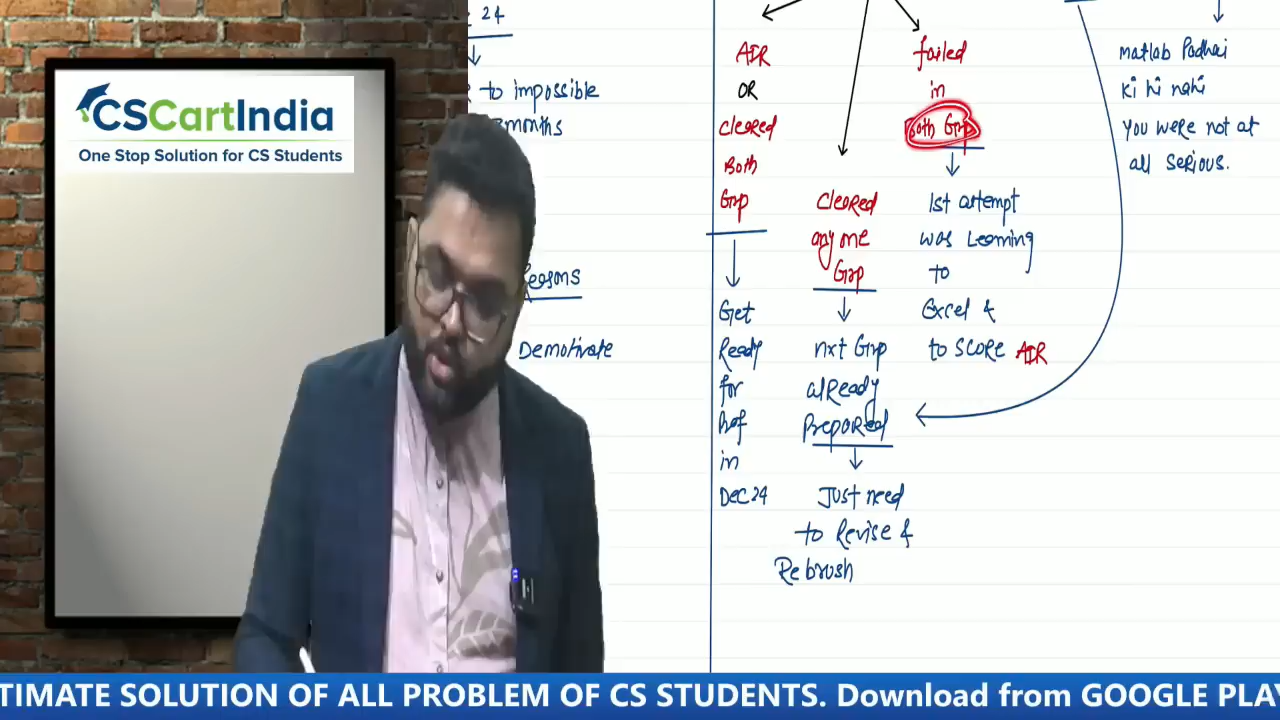 CSCartIndia
One Stop Solution for CS Students
24
to impossible
months
Reasons
Demotivate
AIR
OR
Cleared
Both
Grp
Get
Ready
for
Prof
in
Dec 24
Cleared
any one
Grp
nxt Grp
already
Prepared
Just need
to Revise &
Rebrush
failed
in
Both Grp
1st attempt
was Learning
to
Excel &
to score AIR
matlab Padhai
ki hi nahi
You were not at
all serious.
TIMATE SOLUTION OF ALL PROBLEM OF CS STUDENTS. Download from GOOGLE PLA